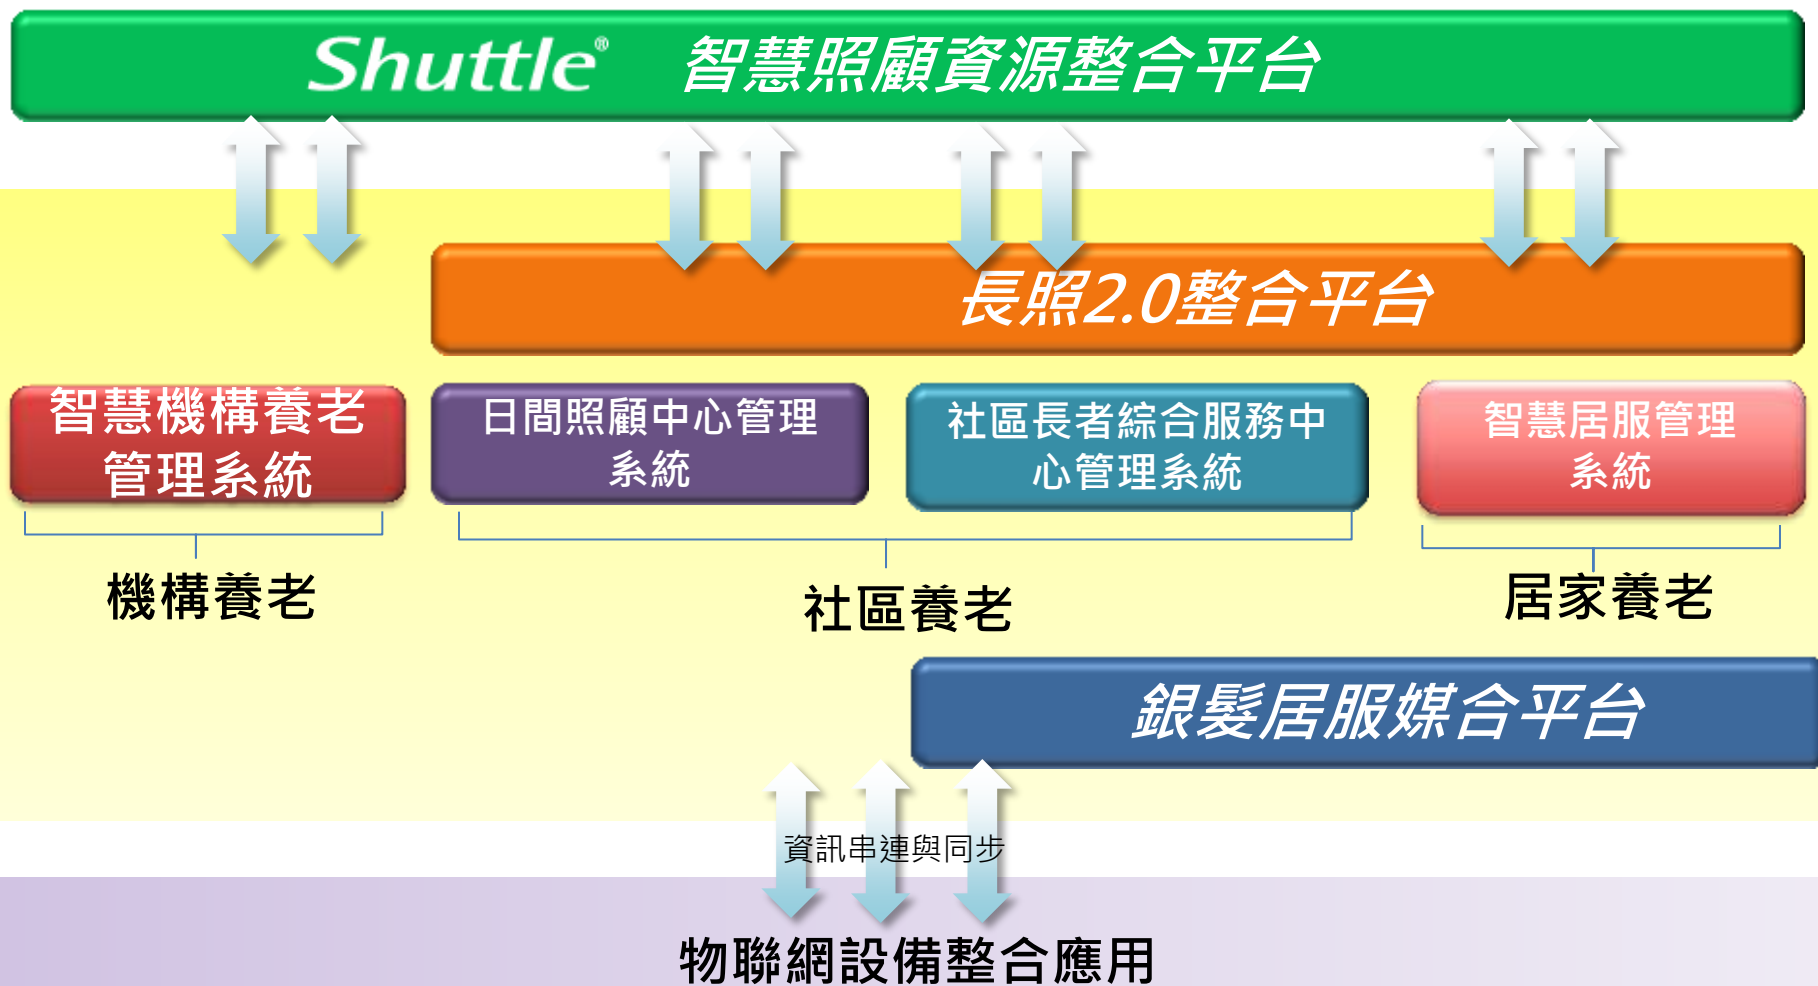 Shuttle® 智慧照顧資源整合平台
長照2.0整合平台
智慧機構養老
管理系統
日間照顧中心管理
系統
社區長者綜合服務中
心管理系統
智慧居服管理
系統
機構養老
社區養老
居家養老
銀髮居服媒合平台
資訊串連與同步
物聯網設備整合應用